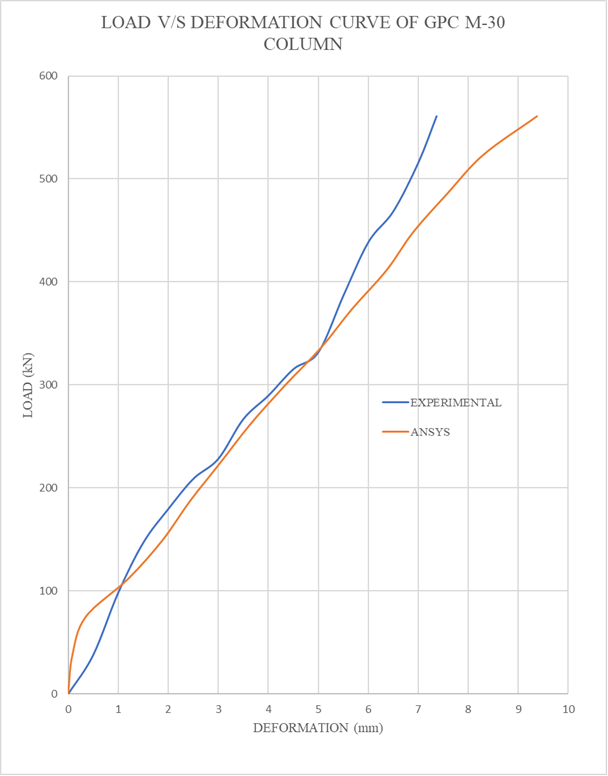 LOAD V/S DEFORMATION CURVE OF GPC M-30
COLUMN
600
500
400
300
200
100
0
LOAD (kN)
EXPERIMENTAL
ANSYS
0 1 2 3 4 5 6 7 8 9 10
DEFORMATION (mm)